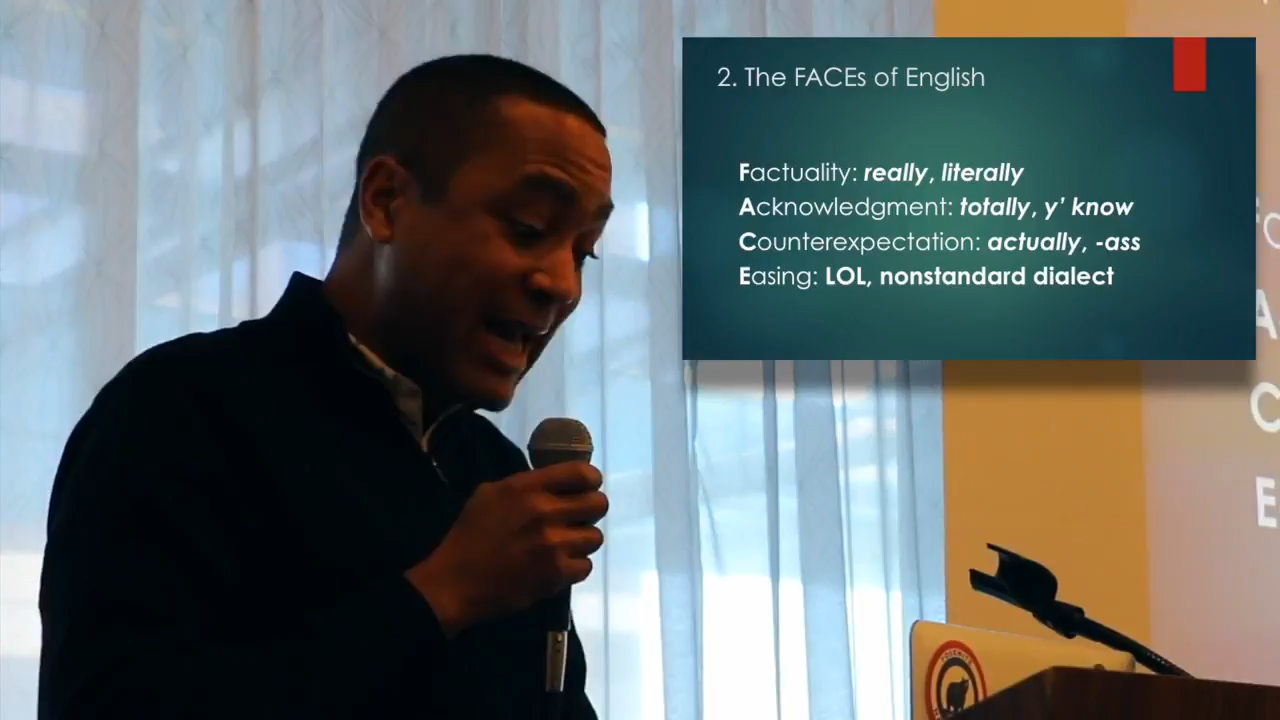 2. The FACEs of English
Factuality: really, literally
Acknowledgment: totally, y' know
Counterexpectation: actually, -ass
Easing: LOL, nonstandard dialect
A
C
E